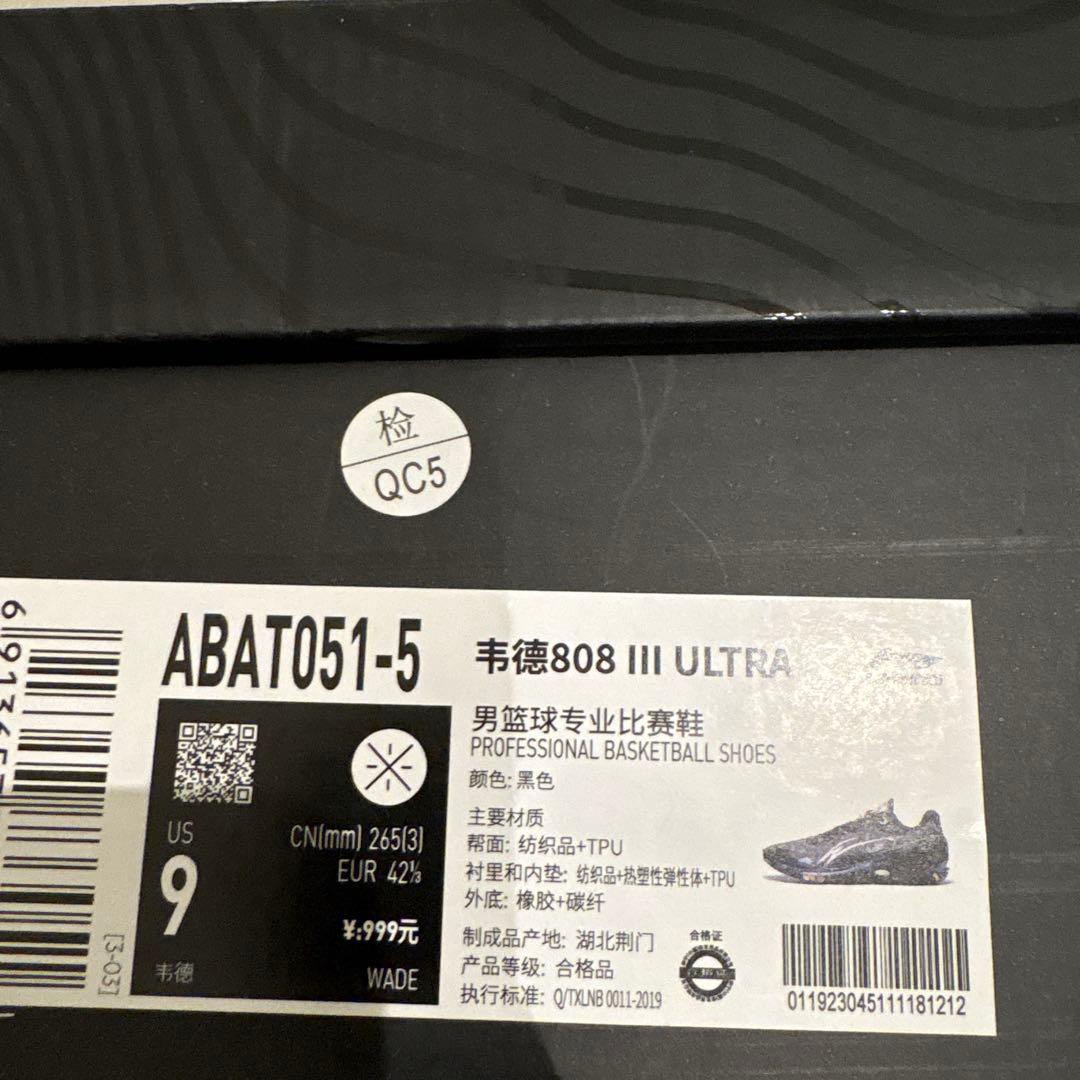 检
QC5
ABAT051-5
US
9
韦德
CN(mm) 265(3)
EUR 42⅓
¥:999元
WADE
[3-03]
韦德808 III ULTRA
男篮球专业比赛鞋
PROFESSIONAL BASKETBALL SHOES
颜色: 黑色
主要材质
帮面: 纺织品+TPU
衬里和内垫: 纺织品+热塑性弹性体+TPU
外底: 橡胶+碳纤
制成品产地: 湖北荆门
产品等级: 合格品
执行标准: Q/TXLNB 0011-2019
合格证
合格证
011923045111181212